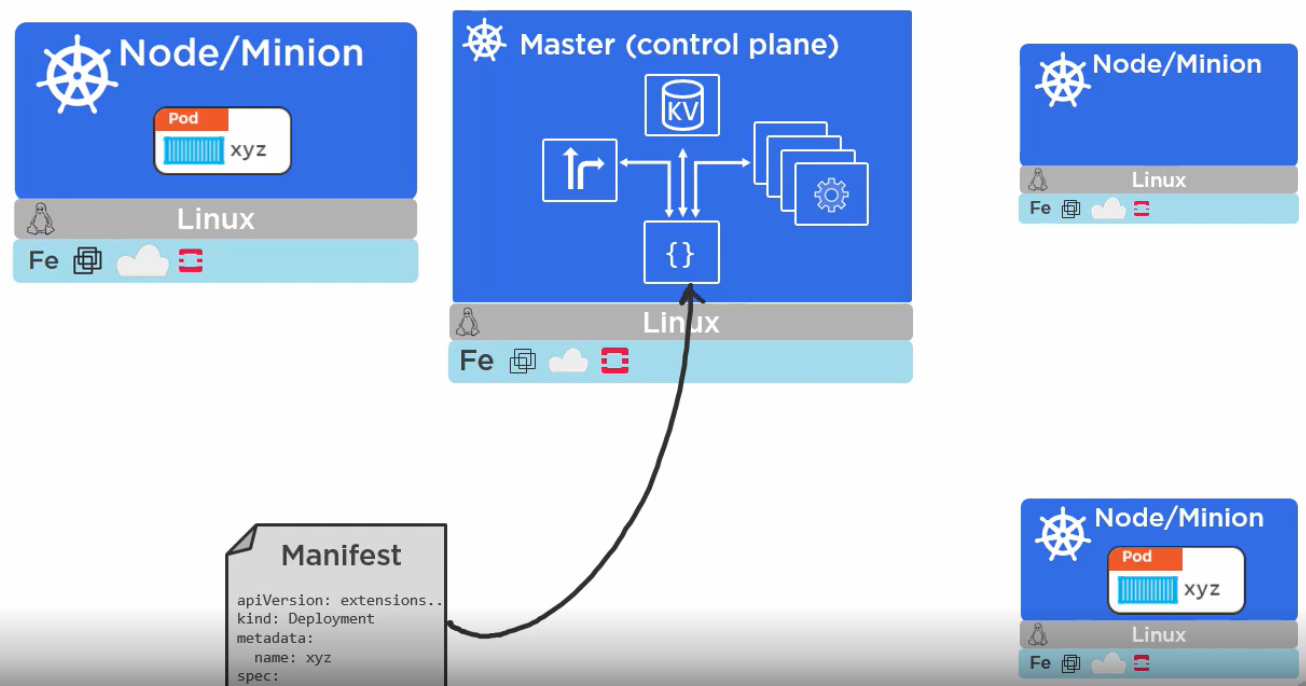 Node/Minion
Pod
xyz
Linux
Fe
Master (control plane)
KV
{}
Linux
Fe
Node/Minion
Linux
Fe
Manifest
apiVersion: extensions..
kind: Deployment
metadata:
  name: xyz
spec:
Node/Minion
Pod
xyz
Linux
Fe